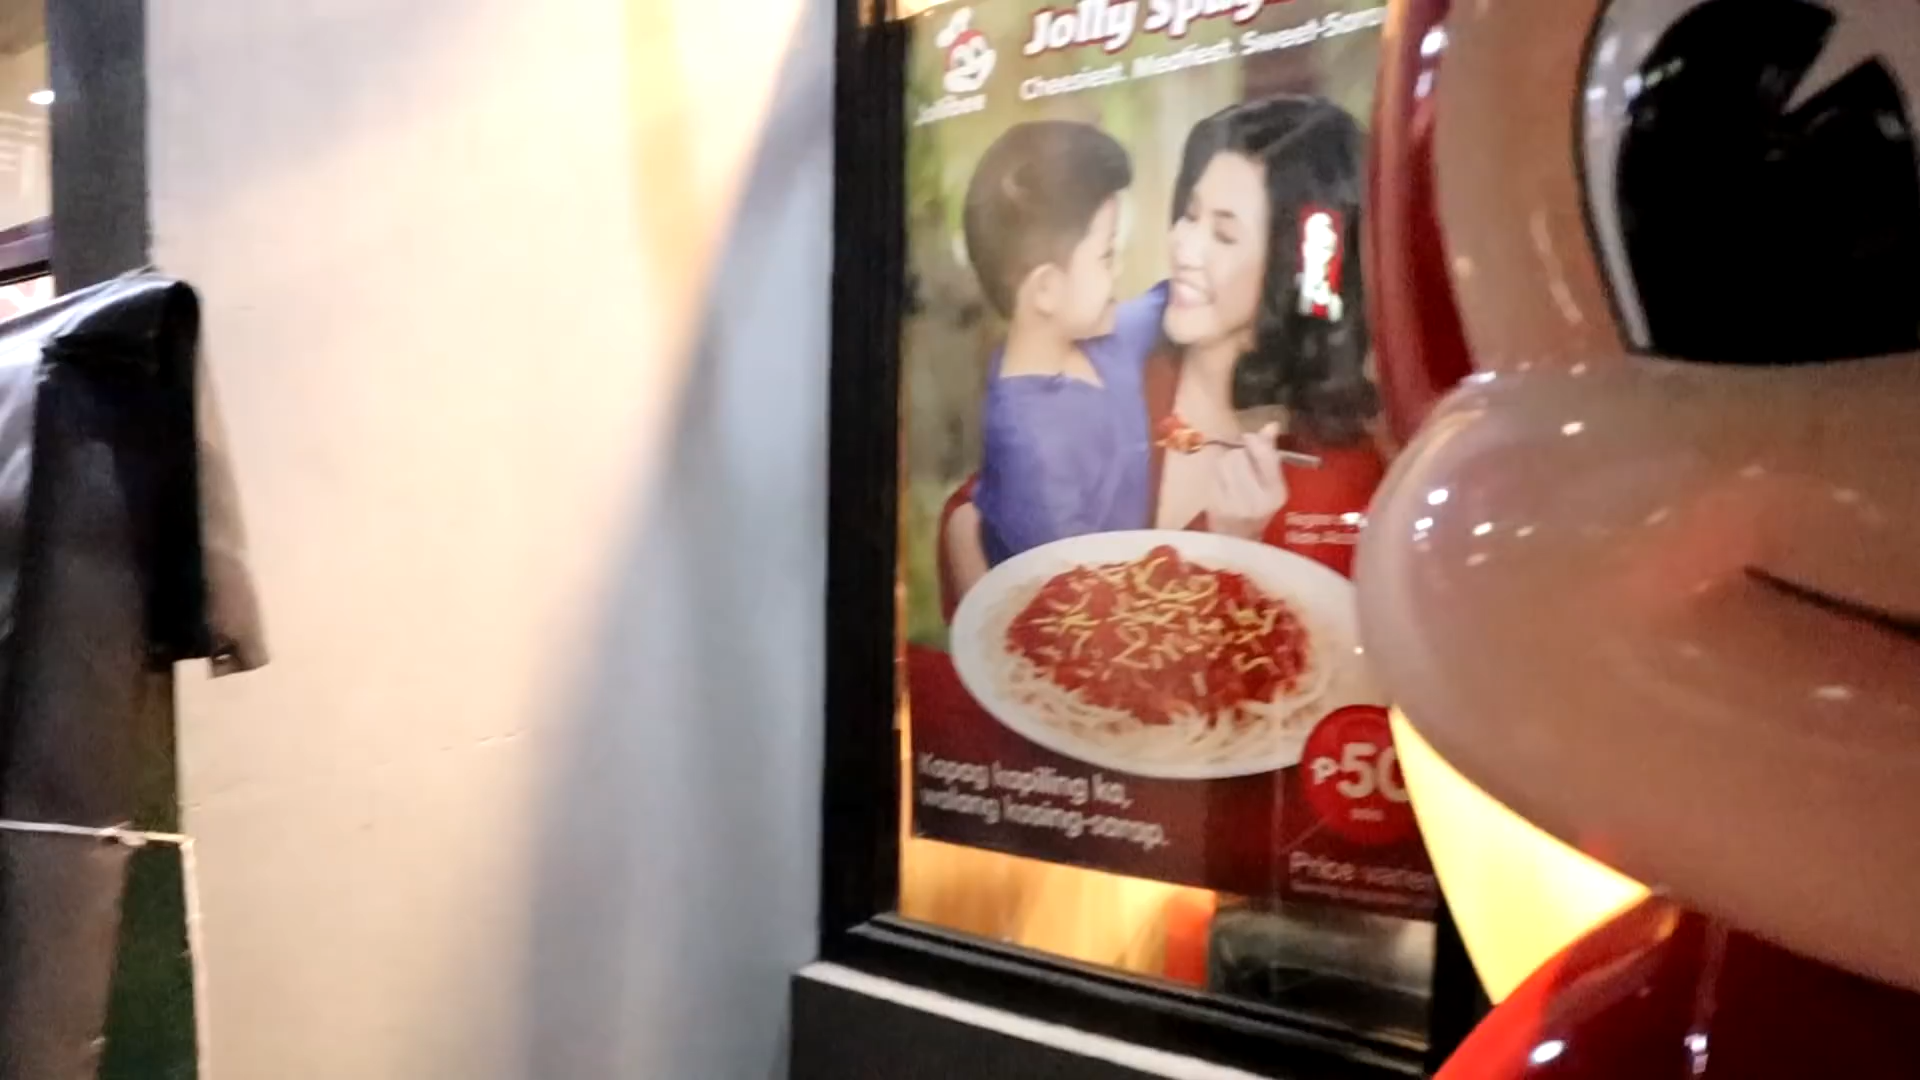 Jolly Spag
Cheesiest. Meatiest. Sweet-Sarap
Jollibee
Kapag kapiling ka,
walang kasing-sarap.
₱50
Price varies